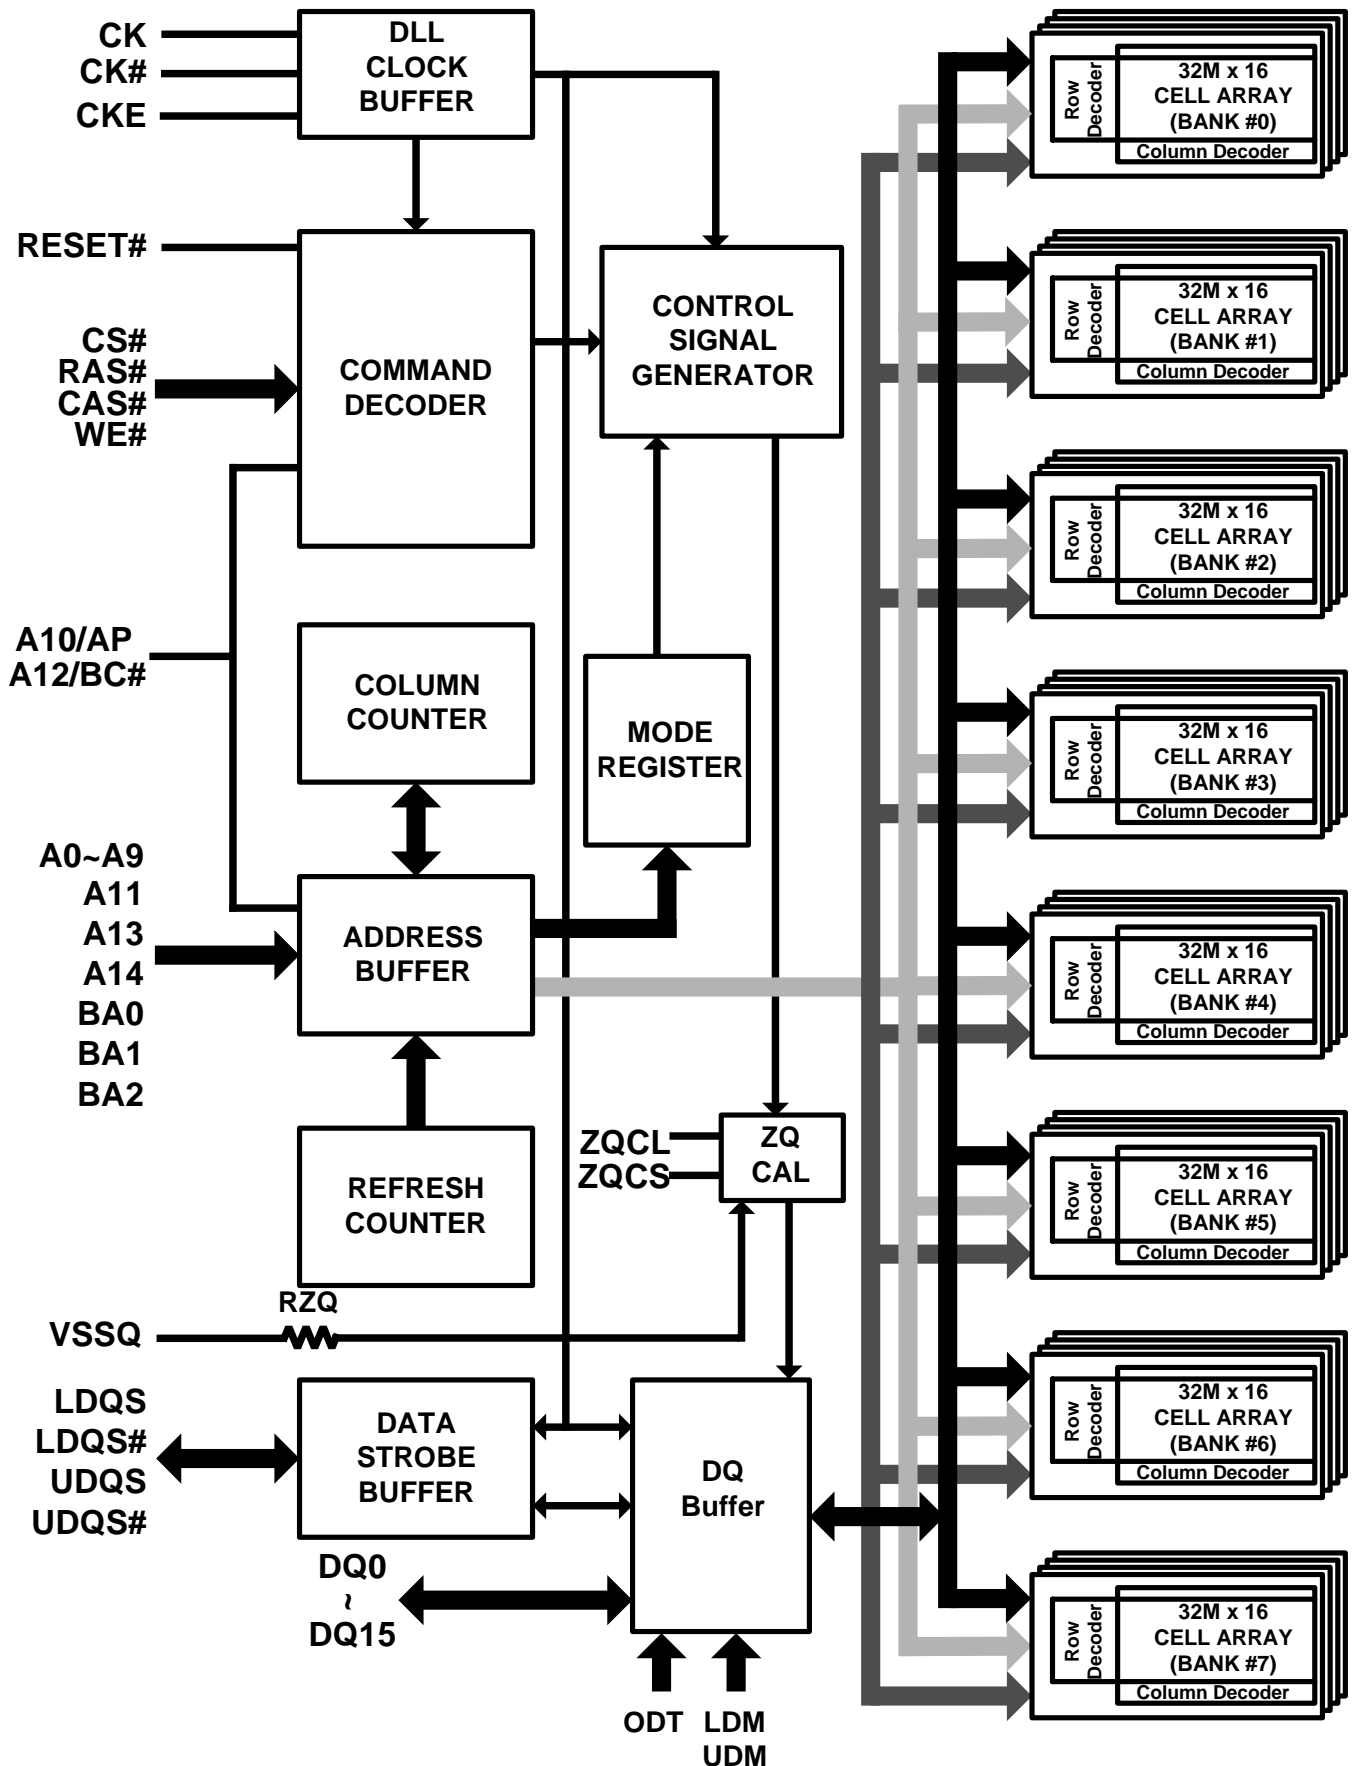 CK
CK#
CKE
DLL
CLOCK
BUFFER
RESET#
CS#
RAS#
CAS#
WE#
COMMAND
DECODER
CONTROL
SIGNAL
GENERATOR
A10/AP
A12/BC#
COLUMN
COUNTER
MODE
REGISTER
A0~A9
A11
A13
A14
BA0
BA1
BA2
ADDRESS
BUFFER
REFRESH
COUNTER
ZQCL
ZQCS
ZQ
CAL
RZQ
VSSQ
LDQS
LDQS#
UDQS
UDQS#
DATA
STROBE
BUFFER
DQ
Buffer
DQ0
~
DQ15
ODT
LDM
UDM
Row
Decoder
32M x 16
CELL ARRAY
(BANK #0)
Column Decoder
Row
Decoder
32M x 16
CELL ARRAY
(BANK #1)
Column Decoder
Row
Decoder
32M x 16
CELL ARRAY
(BANK #2)
Column Decoder
Row
Decoder
32M x 16
CELL ARRAY
(BANK #3)
Column Decoder
Row
Decoder
32M x 16
CELL ARRAY
(BANK #4)
Column Decoder
Row
Decoder
32M x 16
CELL ARRAY
(BANK #5)
Column Decoder
Row
Decoder
32M x 16
CELL ARRAY
(BANK #6)
Column Decoder
Row
Decoder
32M x 16
CELL ARRAY
(BANK #7)
Column Decoder